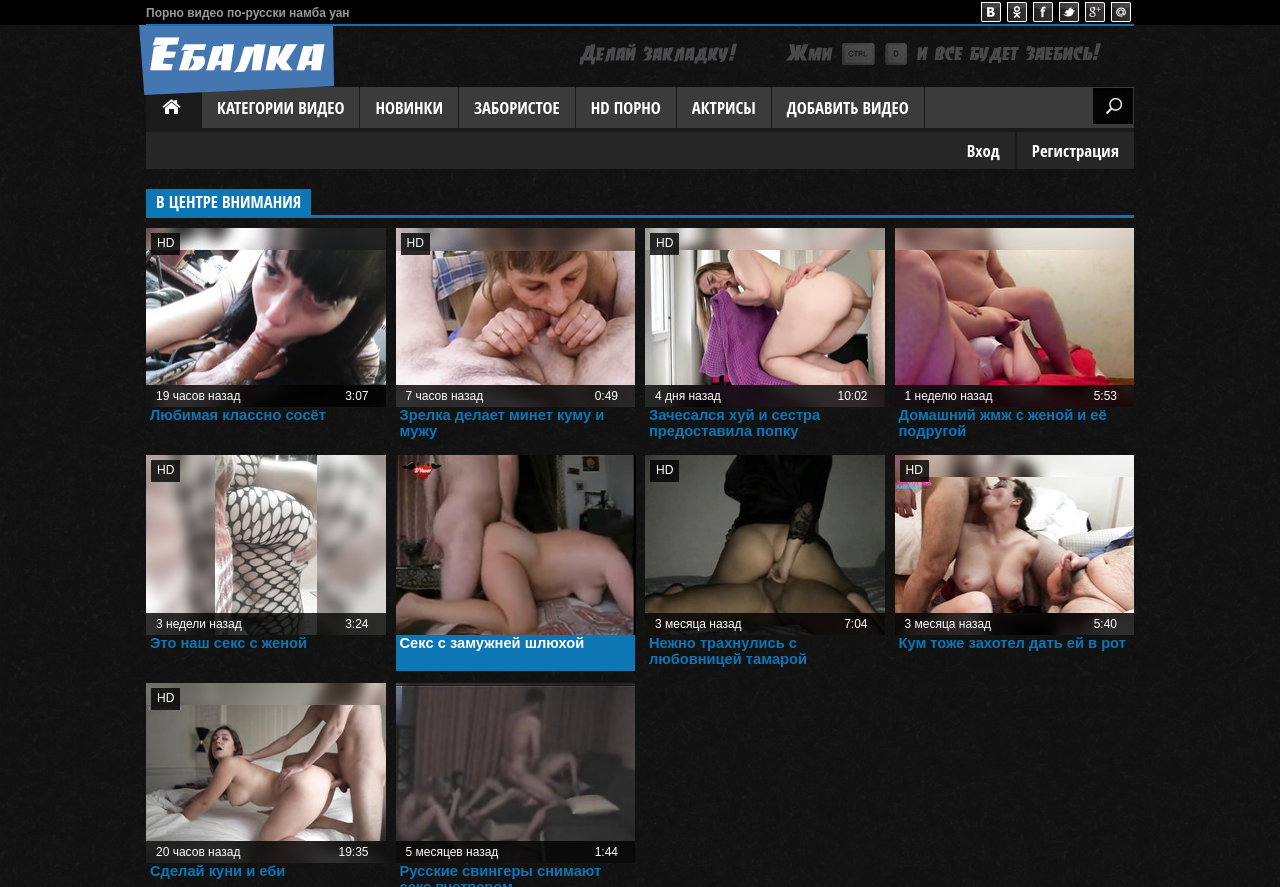 Порно видео по-русски намба уан
Ебалка
Делай закладку! Жми CTRL D и все будет заебись!
КАТЕГОРИИ ВИДЕО НОВИНКИ ЗАБОРИСТОЕ HD ПОРНО АКТРИСЫ ДОБАВИТЬ ВИДЕО
Вход Регистрация
В ЦЕНТРЕ ВНИМАНИЯ
HD
19 часов назад 3:07
Любимая классно сосёт
HD
7 часов назад 0:49
Зрелка делает минет куму и
мужу
HD
4 дня назад 10:02
Зачесался хуй и сестра
предоставила попку
1 неделю назад 5:53
Домашний жмж с женой и её
подругой
HD
3 недели назад 3:24
Это наш секс с женой
Секс с замужней шлюхой
HD
3 месяца назад 7:04
Нежно трахнулись с
любовницей тамарой
HD
3 месяца назад 5:40
Кум тоже захотел дать ей в рот
HD
20 часов назад 19:35
Сделай куни и еби
5 месяцев назад 1:44
Русские свингеры снимают